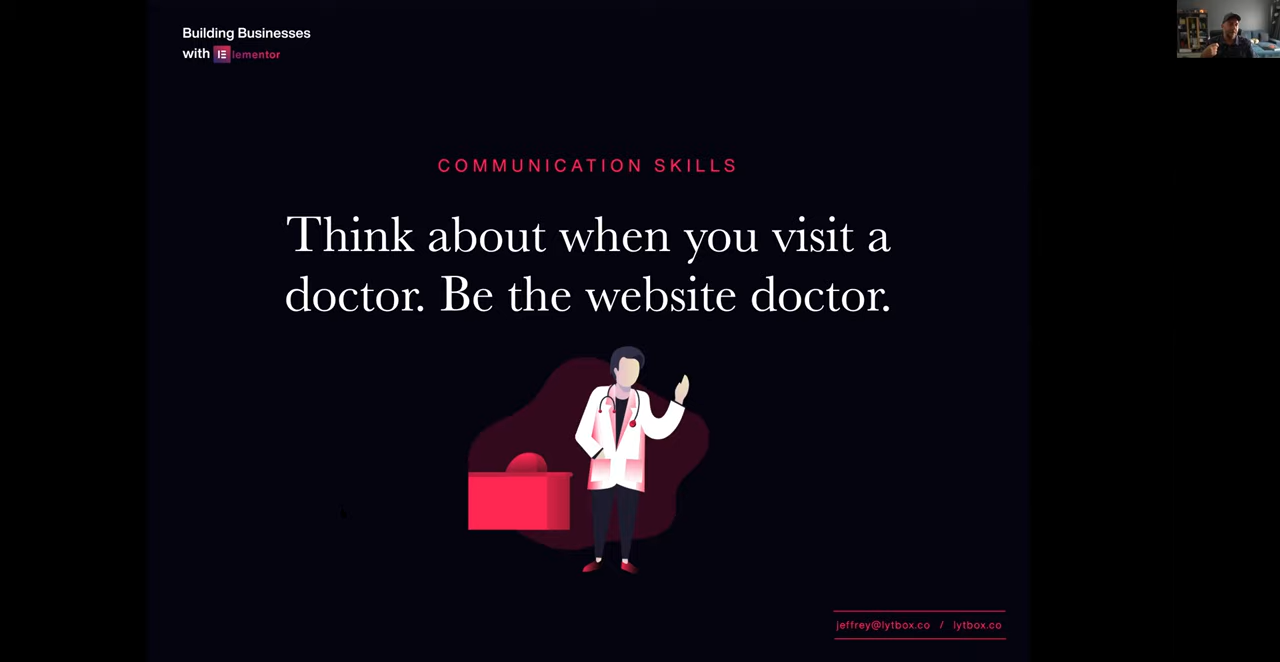 Building Businesses
with elementor
COMMUNICATION SKILLS
Think about when you visit a
doctor. Be the website doctor.
jeffrey@lytbox.co / lytbox.co